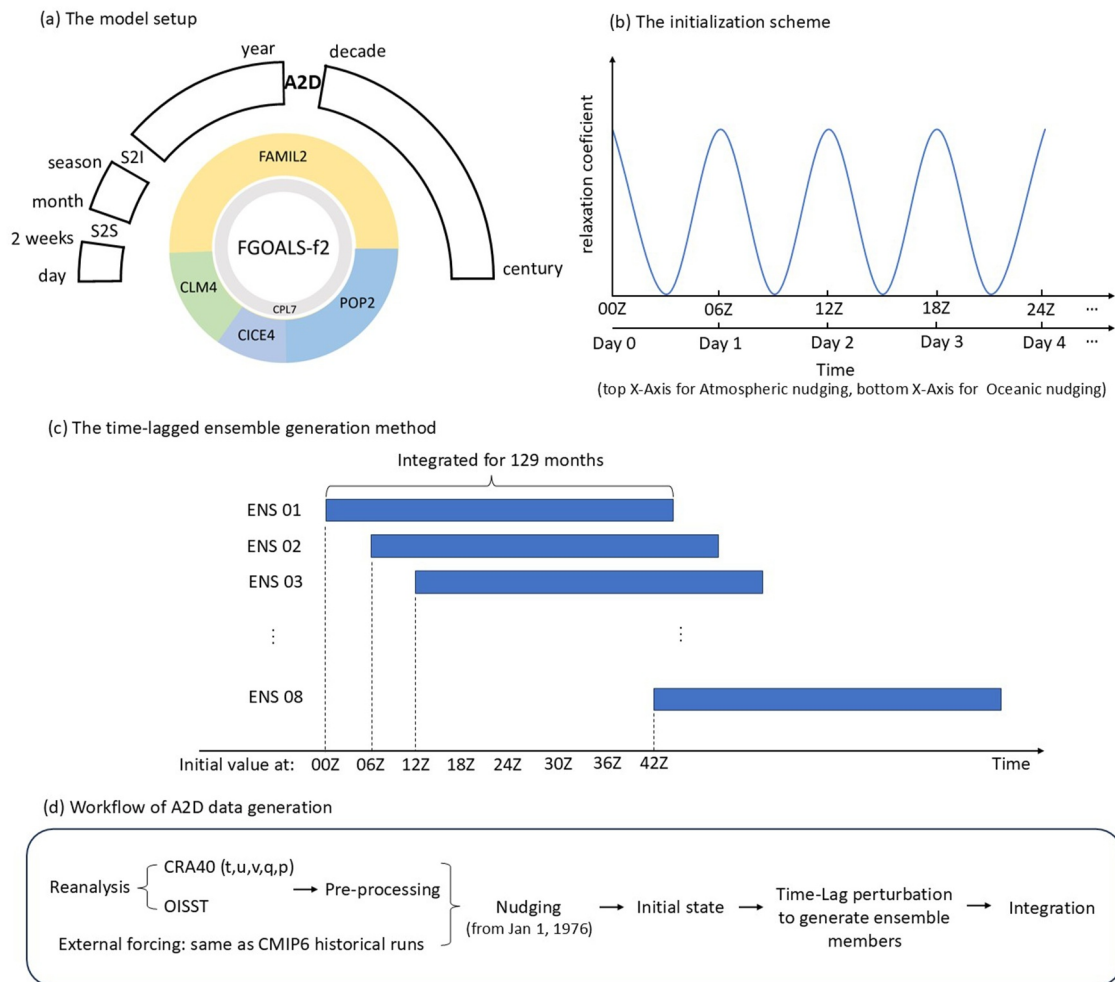 (a) The model setup
year
A2D
decade
S2I
season
month
S2S
2 weeks
day
century
FAMIL2
FGOALS-f2
CLM4
CPL7
POP2
CICE4
(b) The initialization scheme
relaxation coefficient
00Z 06Z 12Z 18Z 24Z ...
Day 0 Day 1 Day 2 Day 3 Day 4 ...
Time
(top X-Axis for Atmospheric nudging, bottom X-Axis for Oceanic nudging)
(c) The time-lagged ensemble generation method
Integrated for 129 months
ENS 01
ENS 02
ENS 03
⋮ ⋮
ENS 08
Initial value at: 00Z 06Z 12Z 18Z 24Z 30Z 36Z 42Z Time
(d) Workflow of A2D data generation
Reanalysis
CRA40 (t,u,v,q,p)
OISST
Pre-processing
External forcing: same as CMIP6 historical runs
Nudging
(from Jan 1, 1976)
Initial state
Time-Lag perturbation
to generate ensemble
members
Integration